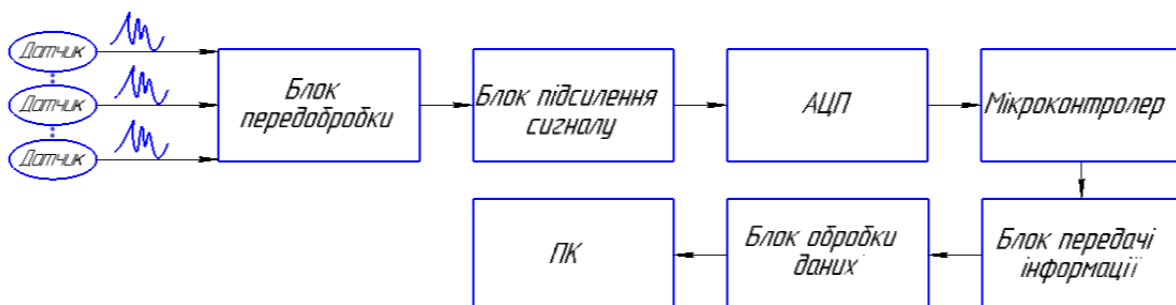 Датчик
Датчик
Датчик
Блок
передобробки
Блок підсилення
сигналу
АЦП
Мікроконтролер
ПК
Блок обробки
даних
Блок передачі
інформації